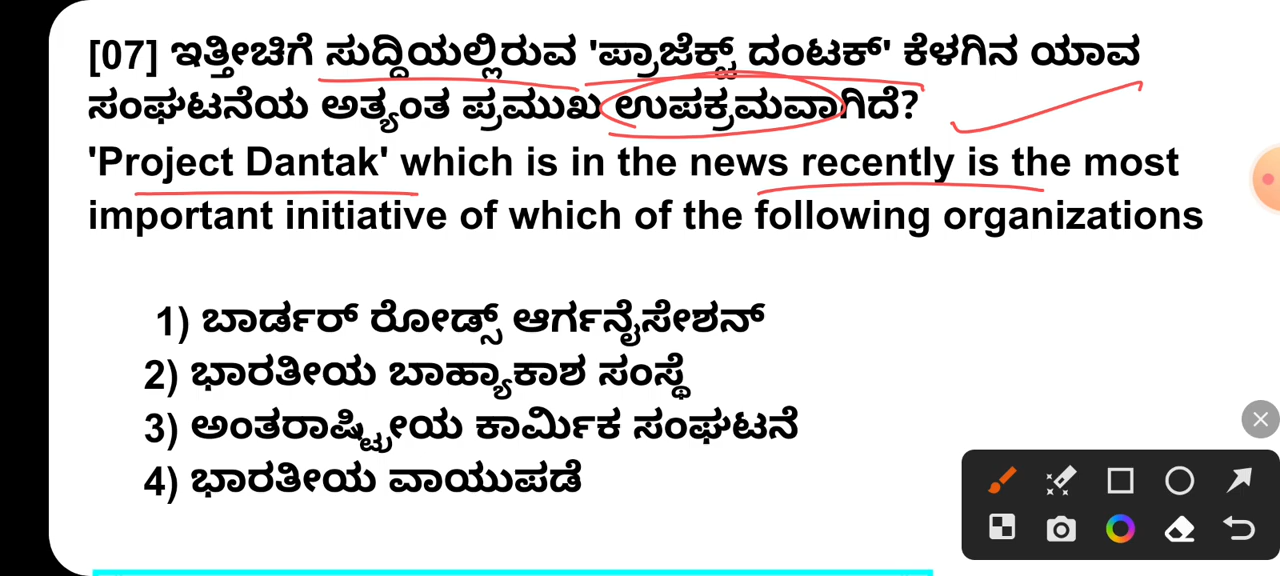 [07] ಇತ್ತೀಚಿಗೆ ಸುದ್ದಿಯಲ್ಲಿರುವ 'ಪ್ರಾಜೆಕ್ಟ್ ದಂಟಕ್' ಕೆಳಗಿನ ಯಾವ
ಸಂಘಟನೆಯ ಅತ್ಯಂತ ಪ್ರಮುಖ ಉಪಕ್ರಮವಾಗಿದೆ?
'Project Dantak' which is in the news recently is the most
important initiative of which of the following organizations
1) ಬಾರ್ಡರ್ ರೋಡ್ಸ್ ಆರ್ಗನೈಸೇಶನ್
2) ಭಾರತೀಯ ಬಾಹ್ಯಾಕಾಶ ಸಂಸ್ಥೆ
3) ಅಂತರಾಷ್ಟ್ರೀಯ ಕಾರ್ಮಿಕ ಸಂಘಟನೆ
4) ಭಾರತೀಯ ವಾಯುಪಡೆ